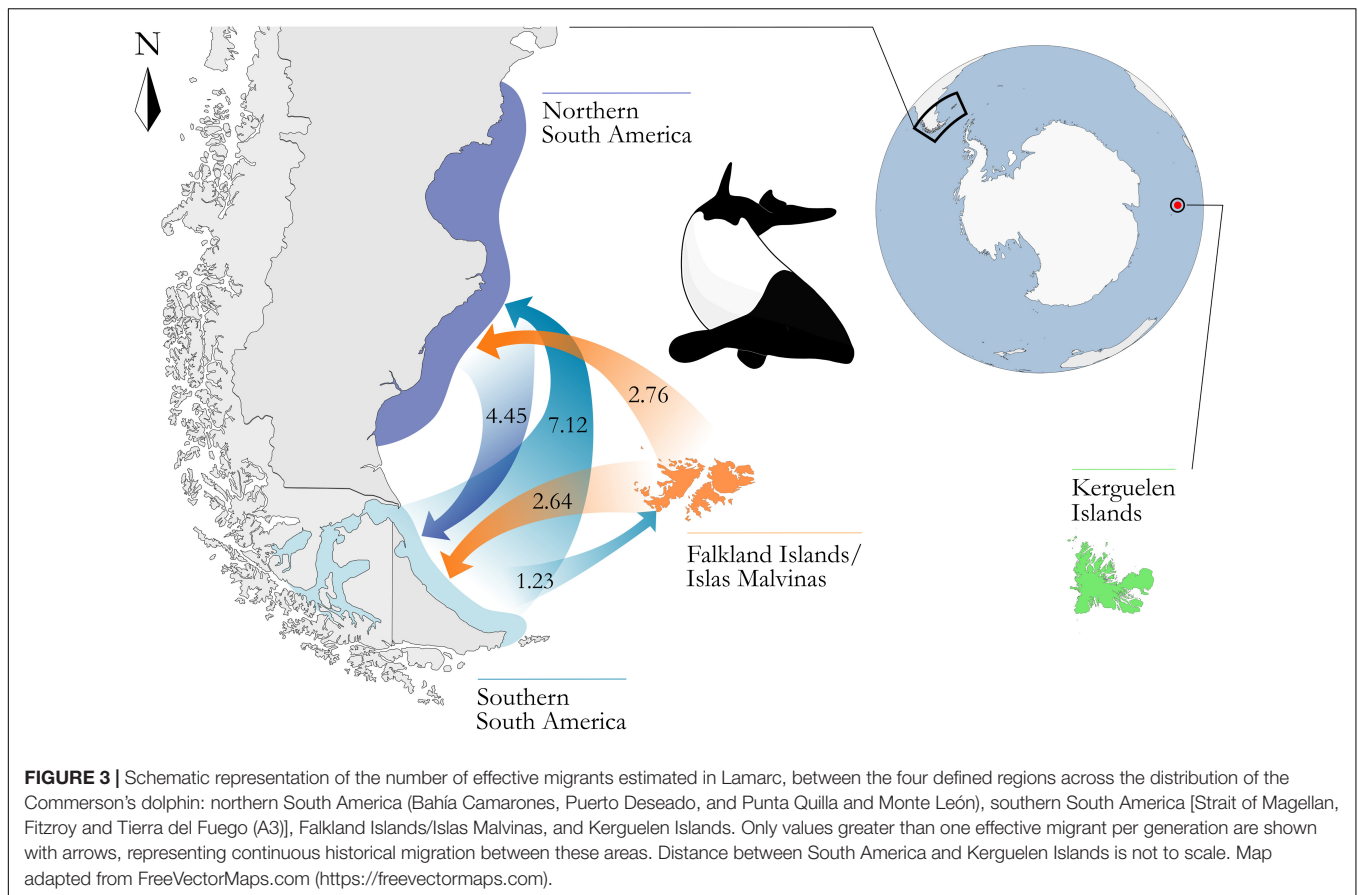 N
Northern
South America
2.76
4.45
7.12
2.64
1.23
Falkland Islands/
Islas Malvinas
Kerguelen
Islands
Southern
South America
FIGURE 3 | Schematic representation of the number of effective migrants estimated in Lamarc, between the four defined regions across the distribution of the
Commerson's dolphin: northern South America (Bahía Camarones, Puerto Deseado, and Punta Quilla and Monte León), southern South America [Strait of Magellan,
Fitzroy and Tierra del Fuego (A3)], Falkland Islands/Islas Malvinas, and Kerguelen Islands. Only values greater than one effective migrant per generation are shown
with arrows, representing continuous historical migration between these areas. Distance between South America and Kerguelen Islands is not to scale. Map
adapted from FreeVectorMaps.com (https://freevectormaps.com).